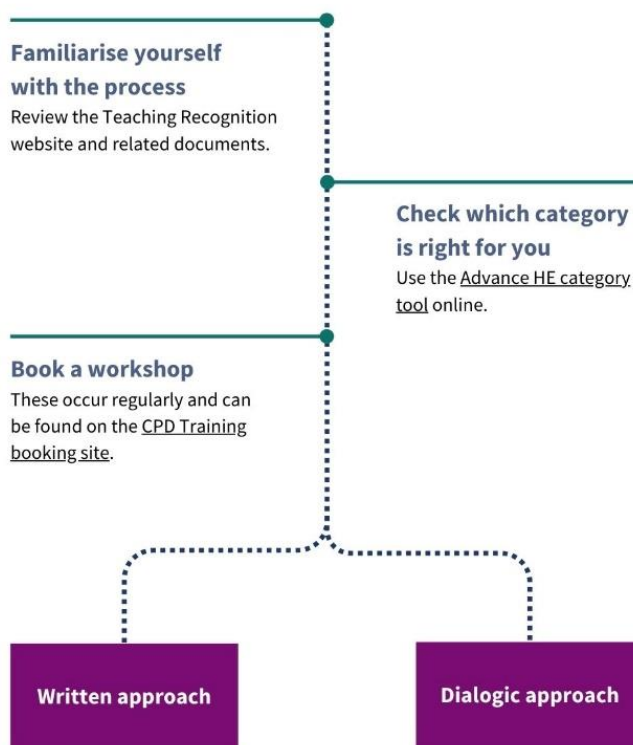 Familiarise yourself
with the process
Review the Teaching Recognition
website and related documents.
Check which category
is right for you
Use the Advance HE category
tool online.
Book a workshop
These occur regularly and can
be found on the CPD Training
booking site.
Written approach
Dialogic approach